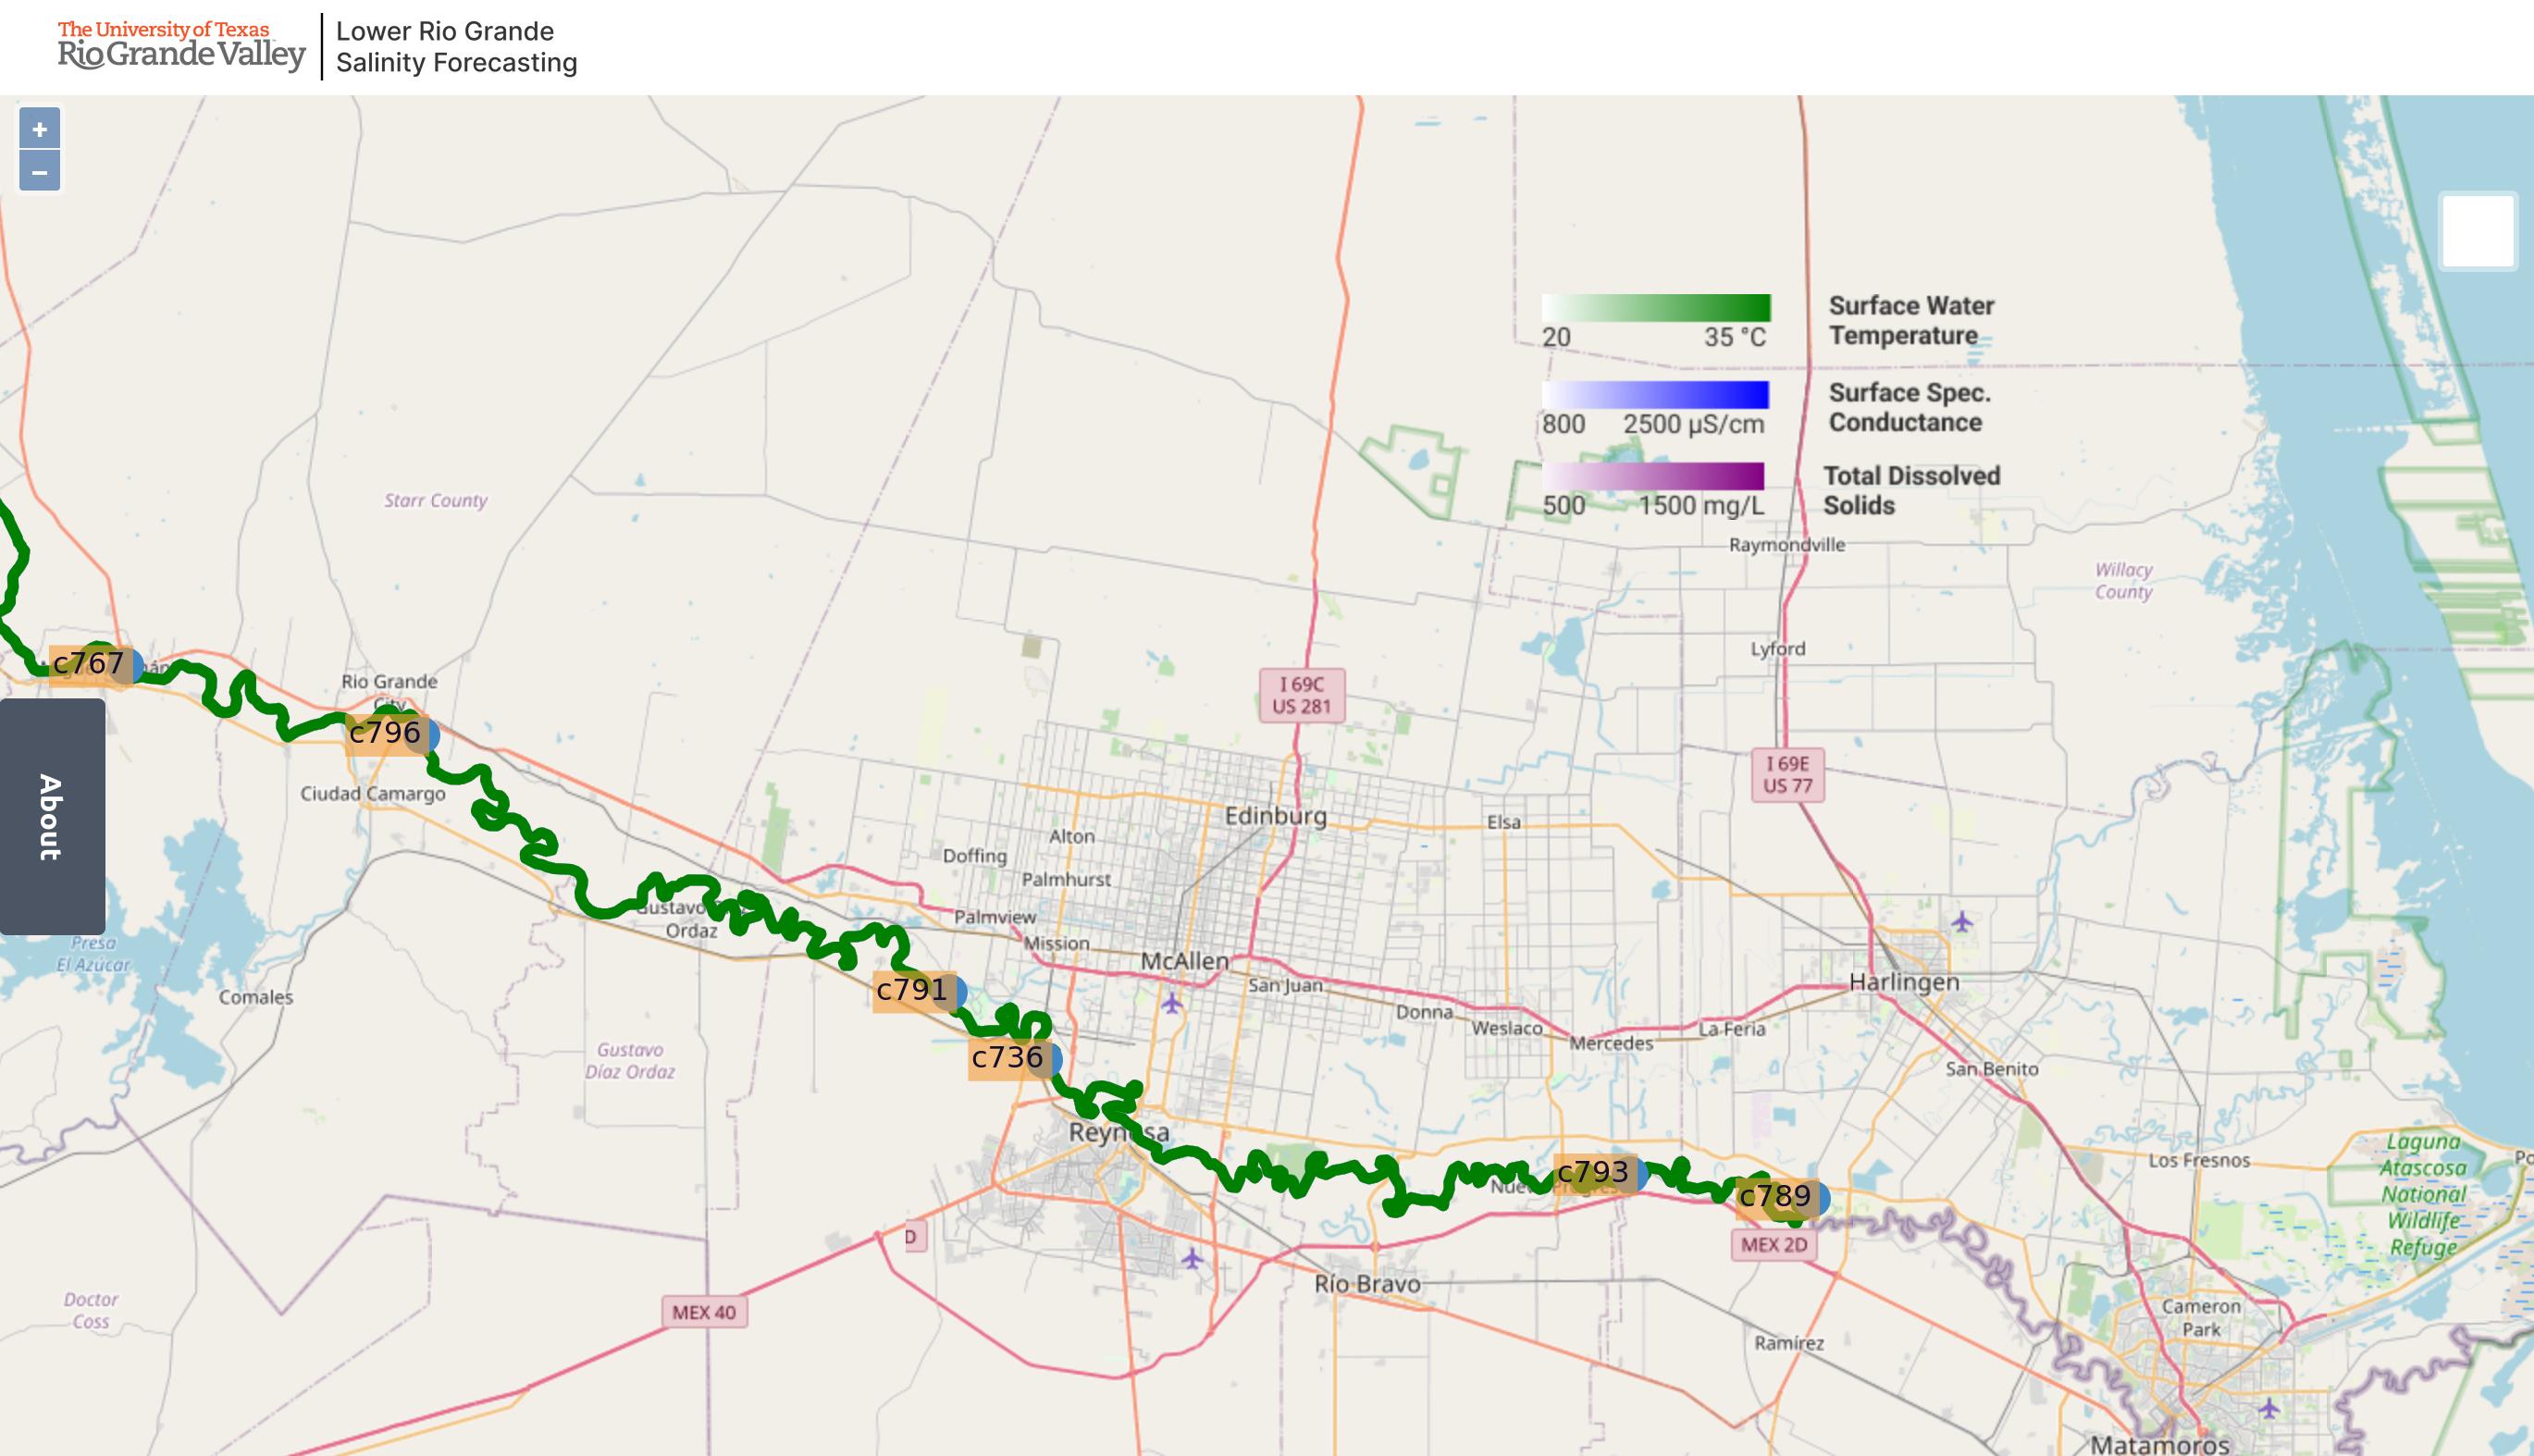 The University of Texas
RioGrandeValley
Lower Rio Grande
Salinity Forecasting
+
−
Surface Water
Temperature
20 35 °C
Surface Spec.
Conductance
800 2500 µS/cm
Total Dissolved
Solids
500 1500 mg/L
Starr County
Raymondville
Willacy
County
Lyford
c767
Rio Grande
City
I 69C
US 281
c796
I 69E
US 77
Ciudad Camargo
About
Edinburg
Elsa
Alton
Doffing
Palmhurst
Gustavo
Ordaz
Palmview
Mission
McAllen
Presa
El Azúcar
Harlingen
San Juan
c791
Comales
Donna
Weslaco
La Feria
Mercedes
c736
Gustavo
Díaz Ordaz
San Benito
Reynosa
Los Fresnos
Laguna
Atascosa
National
Wildlife
Refuge
Po
c793
c789
D
MEX 2D
Río Bravo
MEX 40
Doctor
Coss
Cameron
Park
Ramírez
Matamoros